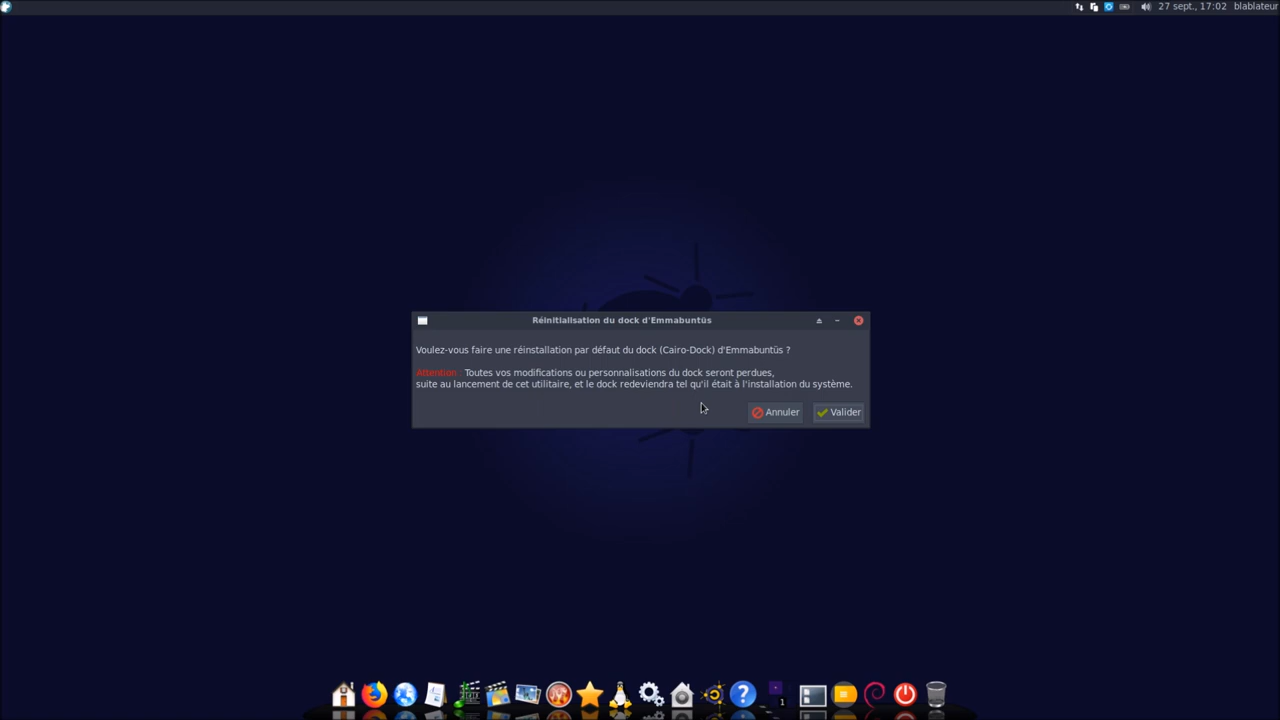 27 sept., 17:02 blablateur
Réinitialisation du dock d'Emmabuntüs
Voulez-vous faire une réinstallation par défaut du dock (Cairo-Dock) d'Emmabuntüs ?
Attention : Toutes vos modifications ou personnalisations du dock seront perdues,
suite au lancement de cet utilitaire, et le dock redeviendra tel qu'il était à l'installation du système.
Annuler Valider
1